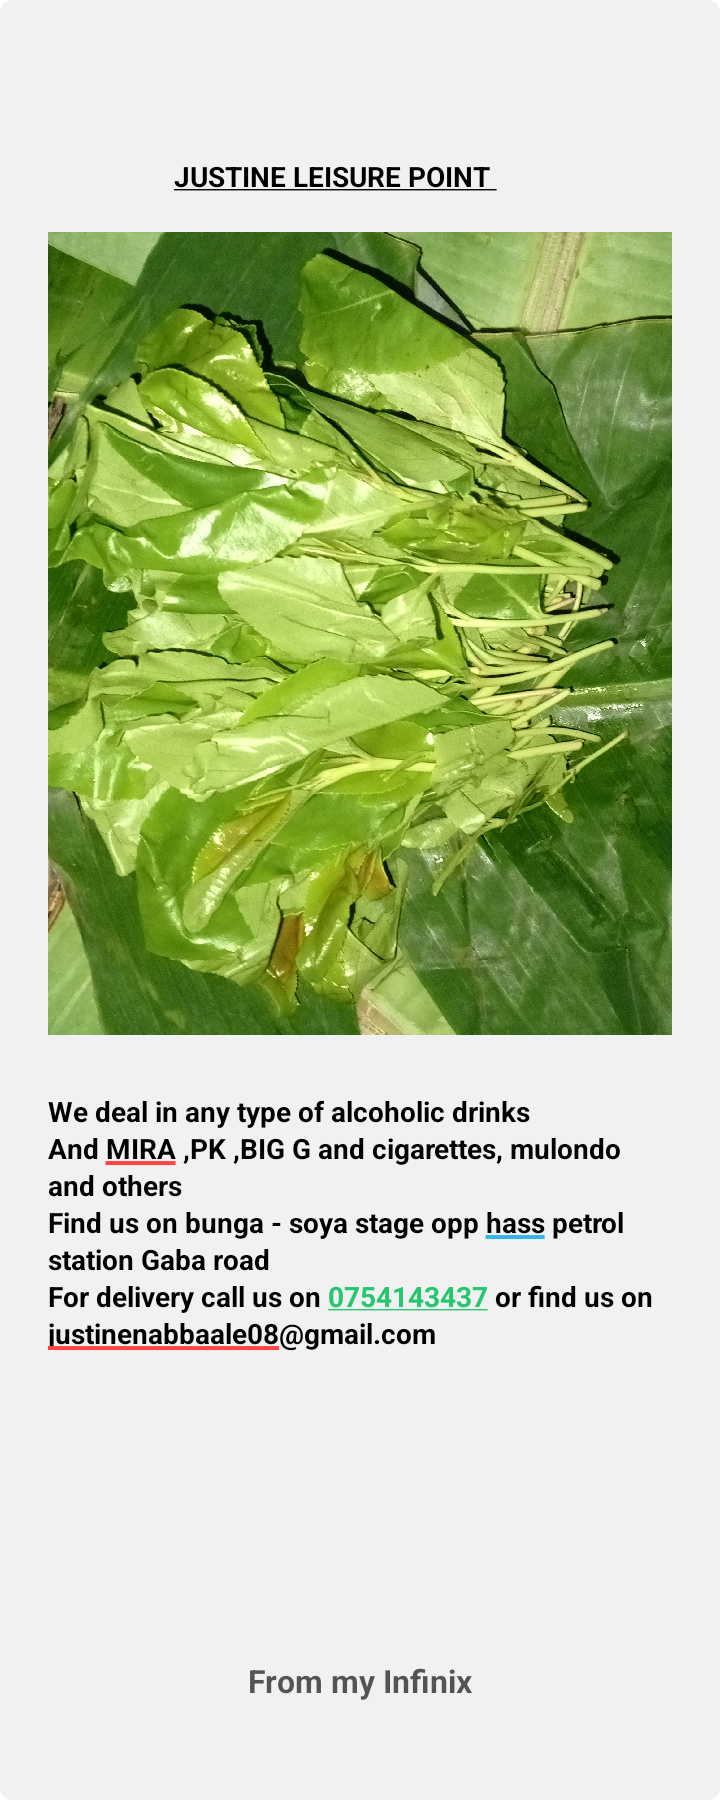 JUSTINE LEISURE POINT
We deal in any type of alcoholic drinks
And MIRA ,PK ,BIG G and cigarettes, mulondo
and others
Find us on bunga - soya stage opp hass petrol
station Gaba road
For delivery call us on 0754143437 or find us on
justinenabbaale08@gmail.com
From my Infinix